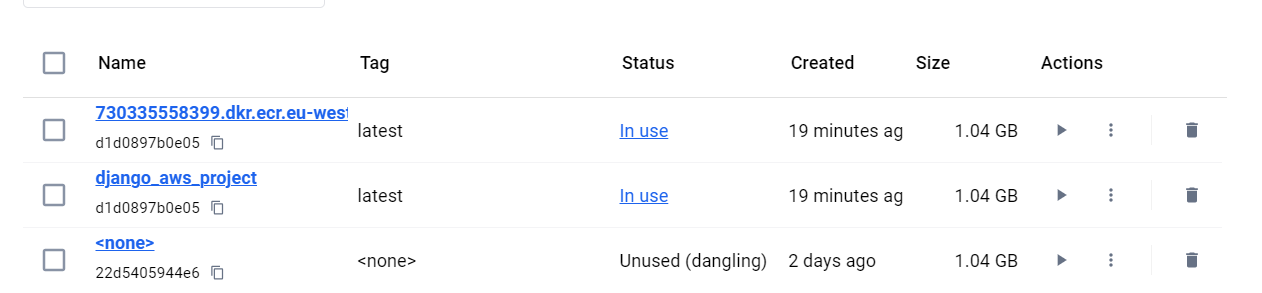 Name Tag Status Created Size Actions
730335558399.dkr.ecr.eu-west
d1d0897b0e05
latest In use 19 minutes ag 1.04 GB
django_aws_project
d1d0897b0e05
latest In use 19 minutes ag 1.04 GB
<none>
22d5405944e6
<none> Unused (dangling) 2 days ago 1.04 GB